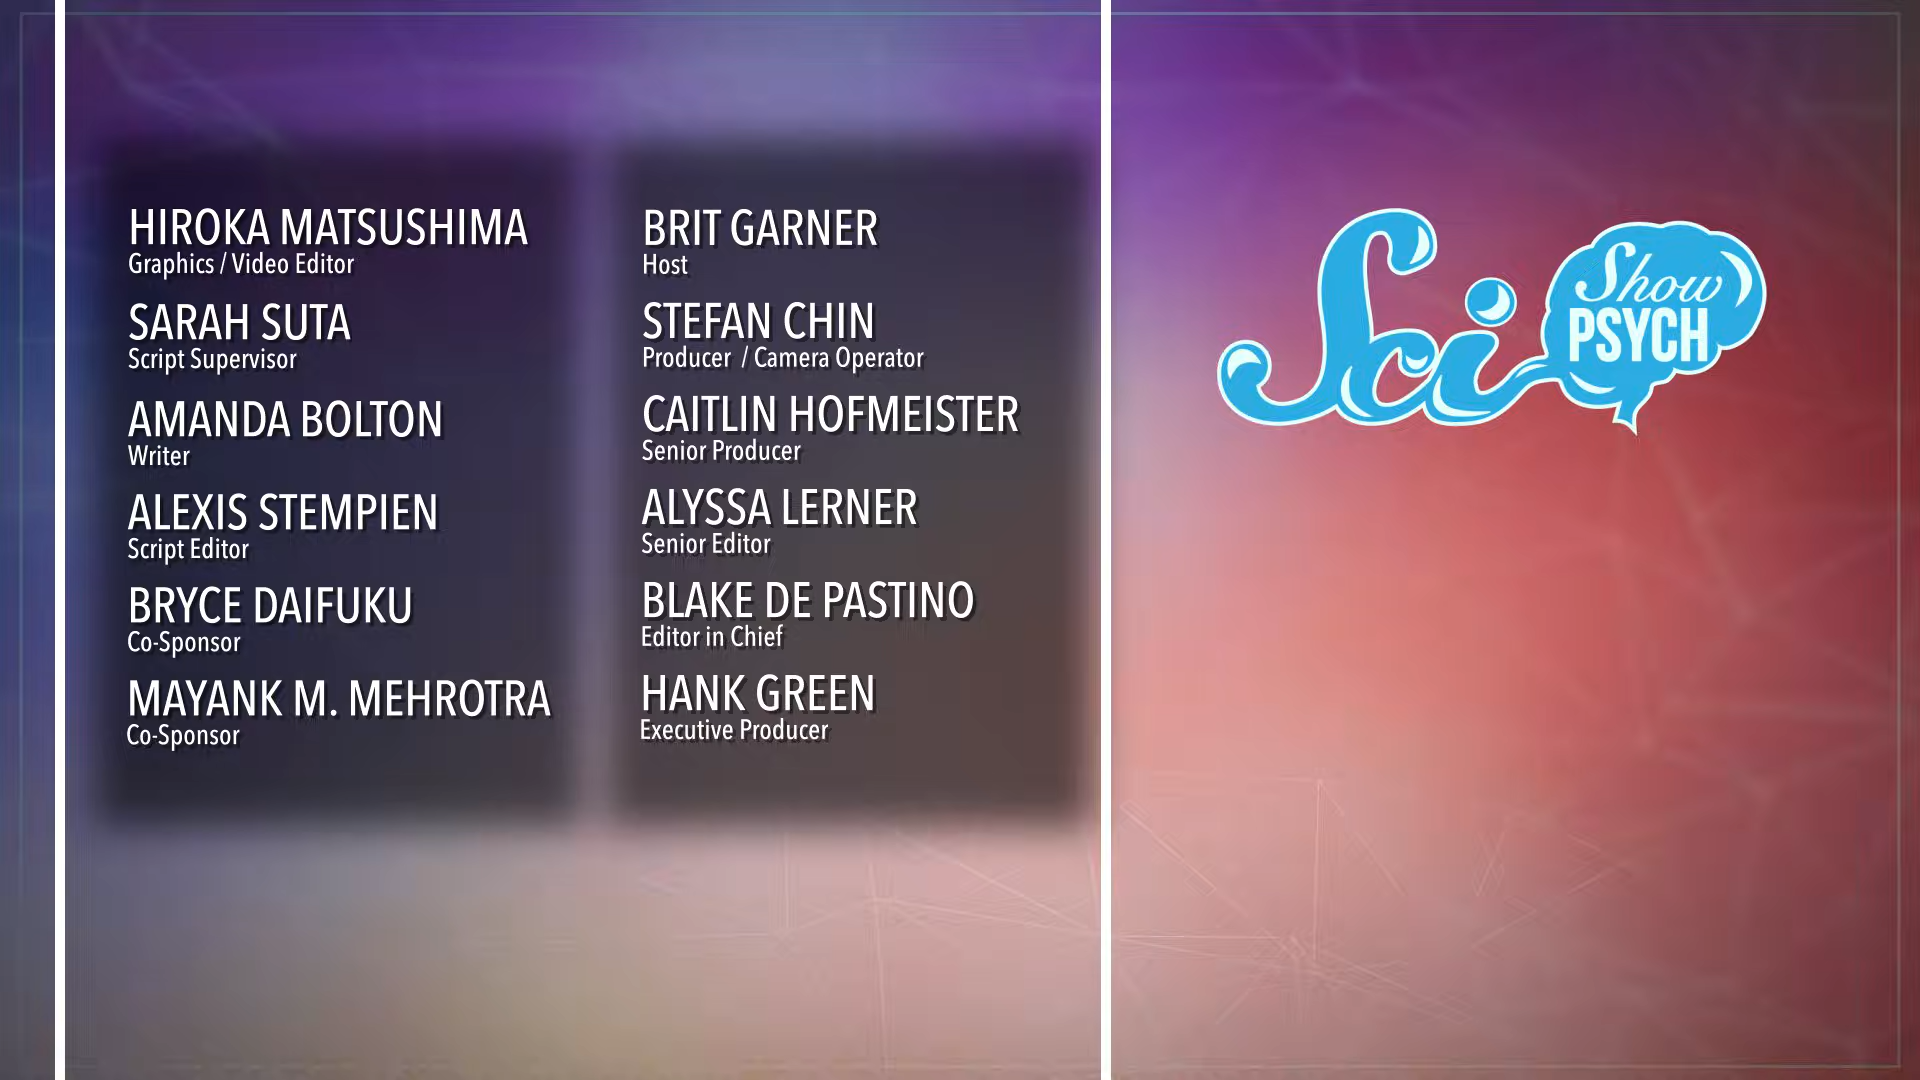 HIROKA MATSUSHIMA
Graphics / Video Editor
SARAH SUTA
Script Supervisor
AMANDA BOLTON
Writer
ALEXIS STEMPIEN
Script Editor
BRYCE DAIFUKU
Co-Sponsor
MAYANK M. MEHROTRA
Co-Sponsor
BRIT GARNER
Host
STEFAN CHIN
Producer / Camera Operator
CAITLIN HOFMEISTER
Senior Producer
ALYSSA LERNER
Senior Editor
BLAKE DE PASTINO
Editor in Chief
HANK GREEN
Executive Producer
Sci
Show
PSYCH